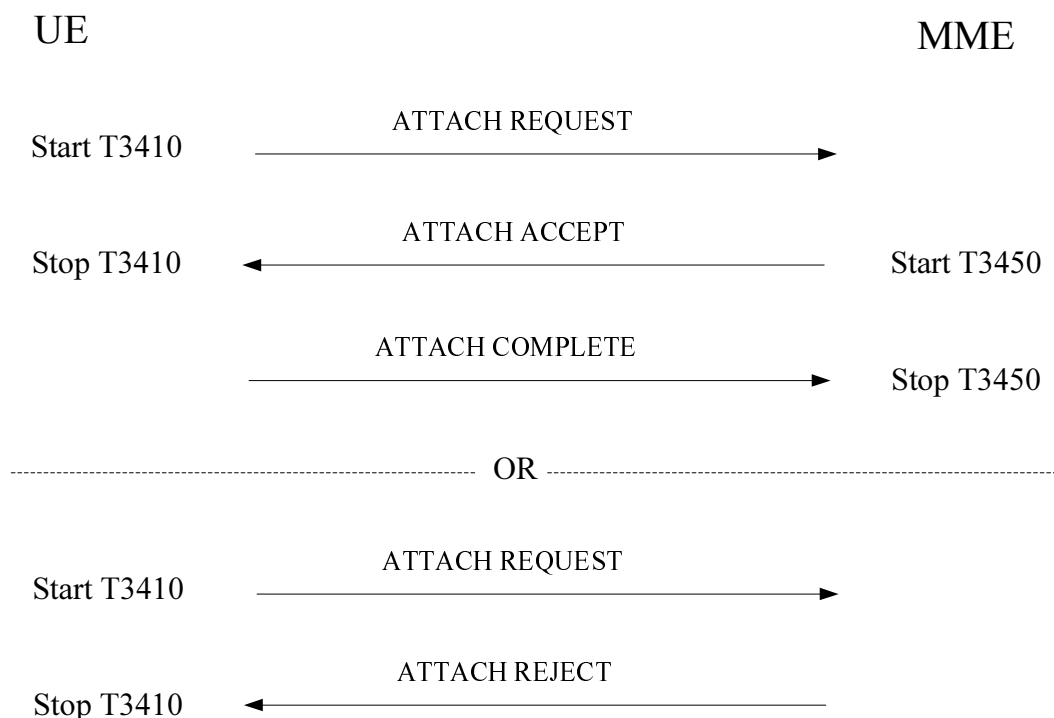 UE
MME
ATTACH REQUEST
Start T3410
ATTACH ACCEPT
Stop T3410
Start T3450
ATTACH COMPLETE
Stop T3450
OR
ATTACH REQUEST
Start T3410
ATTACH REJECT
Stop T3410